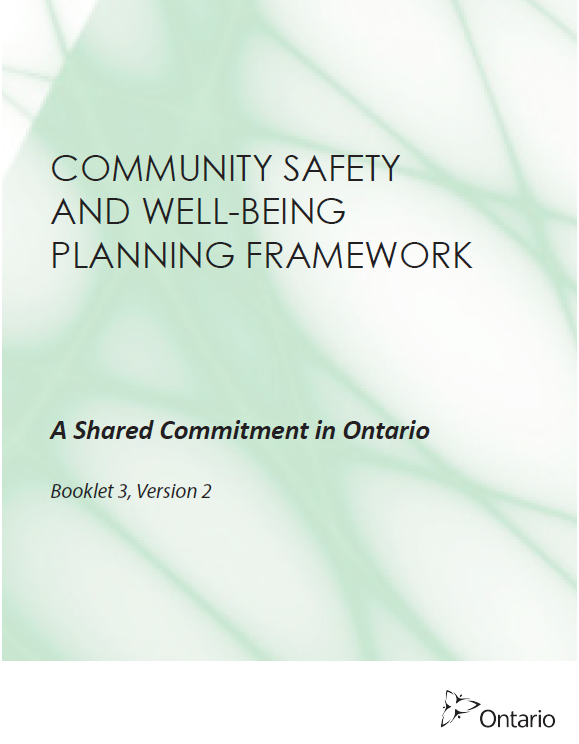 COMMUNITY SAFETY
AND WELL-BEING
PLANNING FRAMEWORK
A Shared Commitment in Ontario
Booklet 3, Version 2
Ontario